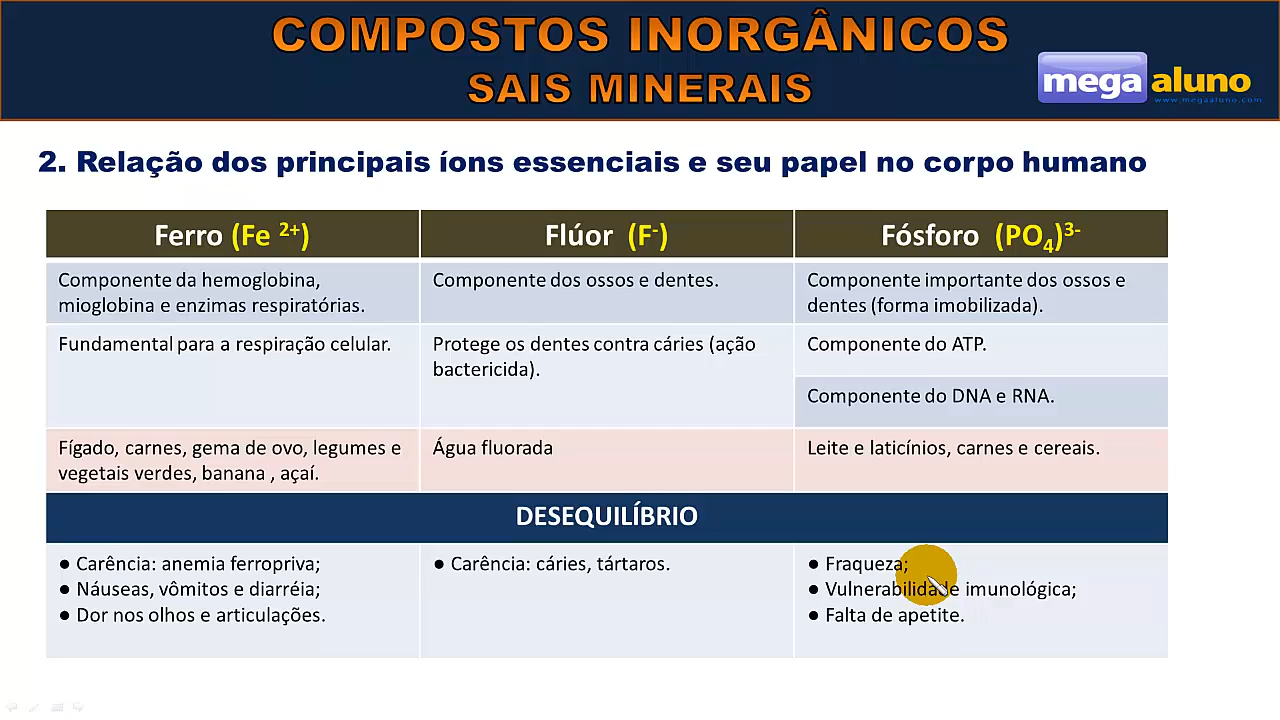 COMPOSTOS INORGÂNICOS
SAIS MINERAIS
mega aluno
www.megaaluno.com
2. Relação dos principais íons essenciais e seu papel no corpo humano
Ferro (Fe 2+)
Flúor (F-)
Fósforo (PO4)3-
Componente da hemoglobina,
mioglobina e enzimas respiratórias.
Componente dos ossos e dentes.
Componente importante dos ossos e
dentes (forma imobilizada).
Fundamental para a respiração celular.
Protege os dentes contra cáries (ação
bactericida).
Componente do ATP.
Componente do DNA e RNA.
Fígado, carnes, gema de ovo, legumes e
vegetais verdes, banana , açaí.
Água fluorada
Leite e laticínios, carnes e cereais.
DESEQUILÍBRIO
● Carência: anemia ferropriva;
● Náuseas, vômitos e diarréia;
● Dor nos olhos e articulações.
● Carência: cáries, tártaros.
● Fraqueza;
● Vulnerabilidade imunológica;
● Falta de apetite.